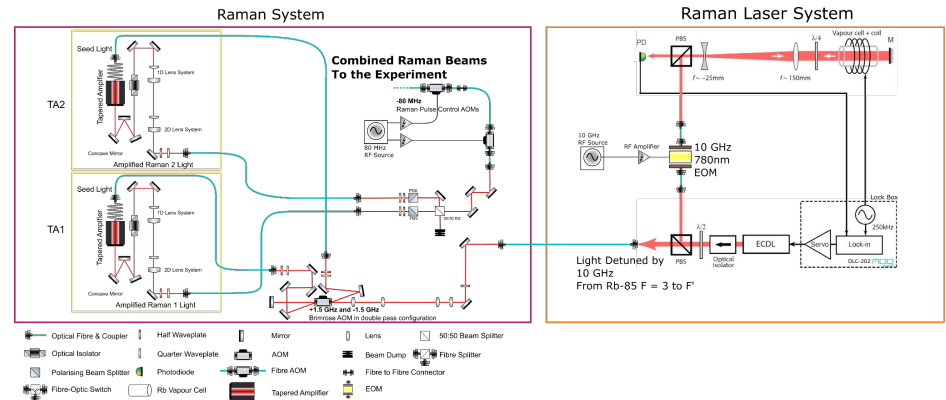 Raman System
Raman Laser System
Seed Light
1D Lens System
Tapered Amplifier
TA2
2D Lens System
Concave Mirror
Amplified Raman 2 Light
Seed Light
1D Lens System
Tapered Amplifier
TA1
2D Lens System
Concave Mirror
Amplified Raman 1 Light
Combined Raman Beams
To the Experiment
-80 MHz
Raman Pulse Control AOMs
80 MHz
RF Source
PBS
PBS
50:50 BS
+1.5 GHz and -1.5 GHz
Brimrose AOM in double pass configuration
PD
PBS
Vapour cell + coil
λ/4
M
f~ −25mm
f~ 150mm
10 GHz
RF Source
RF Amplifier
10 GHz
780nm
EOM
Lock Box
250kHz
λ/2
Servo
Lock-in
ECDL
Optical
isolator
PBS
DLC-202 MOG
Light Detuned by
10 GHz
From Rb-85 F = 3 to F'
Optical Fibre & Coupler
Half Waveplate
Mirror
Lens
50:50 Beam Splitter
Optical Isolator
Quarter Waveplate
AOM
Beam Dump
Fibre Splitter
Polarising Beam Splitter
Photodiode
Fibre AOM
Fibre to Fibre Connector
Fibre-Optic Switch
Rb Vapour Cell
Tapered Amplifier
EOM